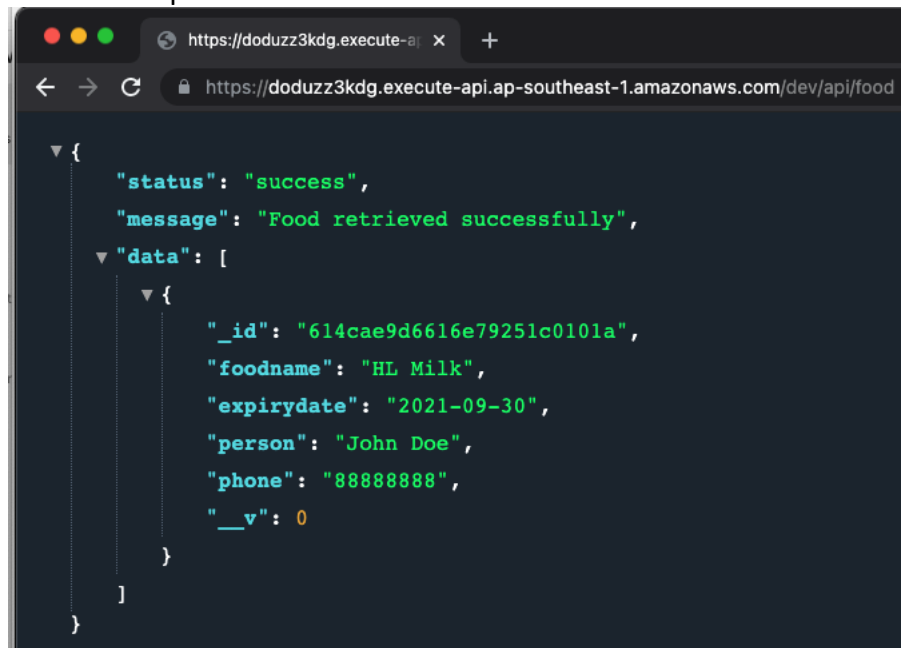 https://doduzz3kdg.execute-ap
https://doduzz3kdg.execute-api.ap-southeast-1.amazonaws.com/dev/api/food
{
"status": "success",
"message": "Food retrieved successfully",
"data": [
{
"_id": "614cae9d6616e79251c0101a",
"foodname": "HL Milk",
"expirydate": "2021-09-30",
"person": "John Doe",
"phone": "88888888",
"__v": 0
}
]
}